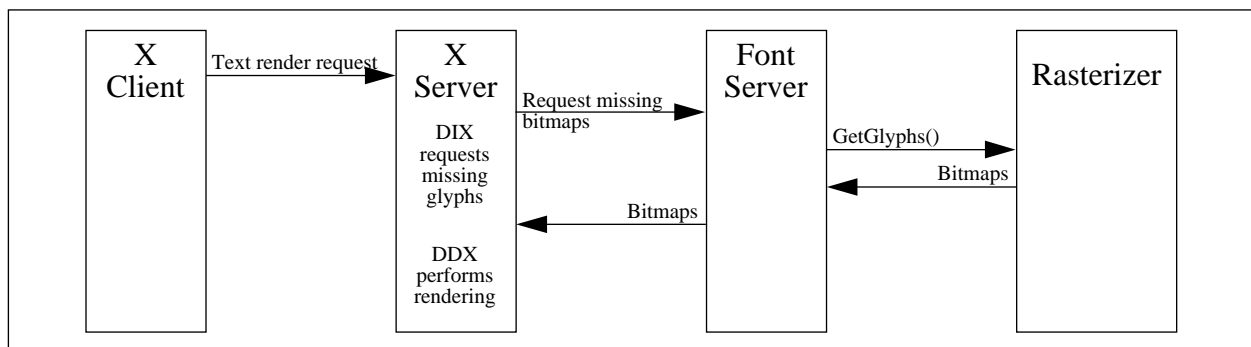 X
Client
Text render request
X
Server
DIX
requests
missing
glyphs
DDX
performs
rendering
Request missing
bitmaps
Bitmaps
Font
Server
GetGlyphs()
Bitmaps
Rasterizer